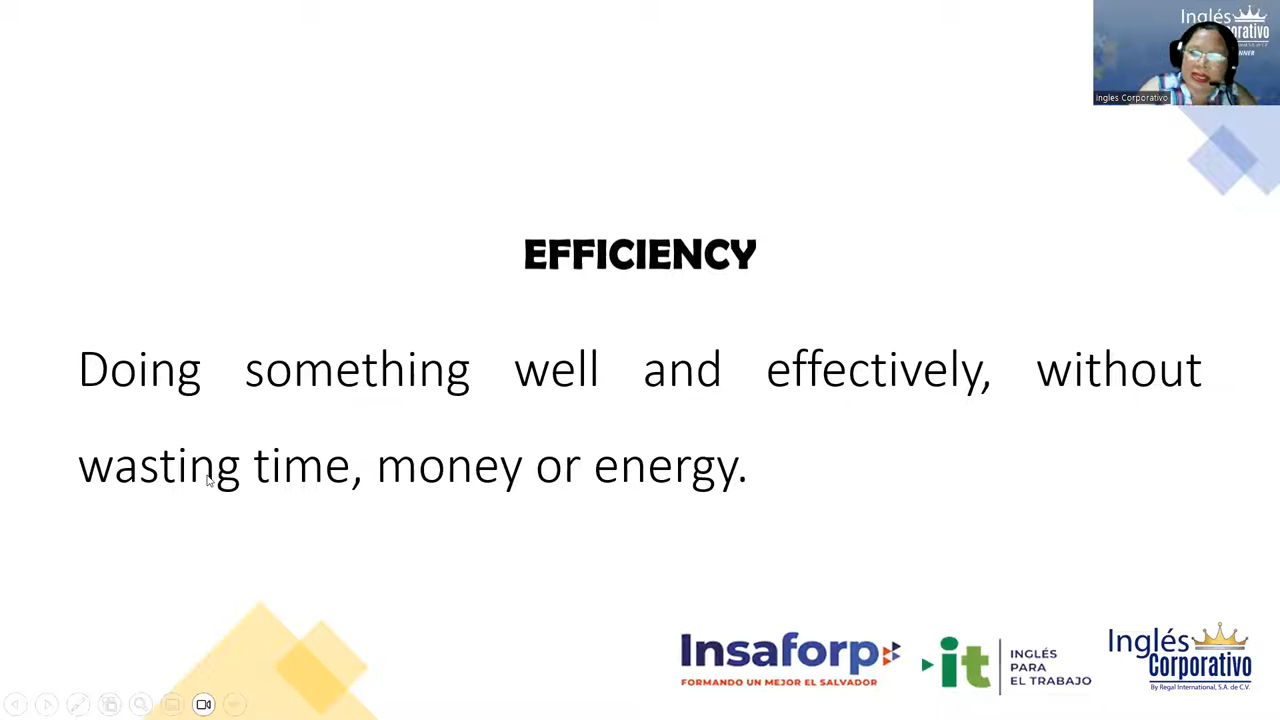 Inglés
Corporativo
Ingles Corporativo
EFFICIENCY
Doing something well and effectively, without
wasting time, money or energy.
Insaforp
FORMANDO UN MEJOR EL SALVADOR
it
INGLÉS
PARA
EL TRABAJO
Inglés
Corporativo
By Regal International, S.A. de C.V.